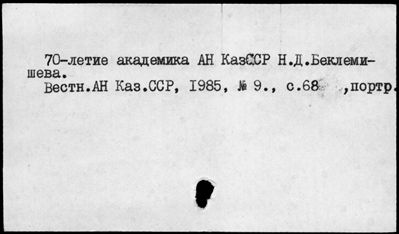 70-летие академика АН КазССР Н.Д.Беклеми-
шева.
Вестн.АН Каз.ССР, 1985, № 9., с.68 ,портр.